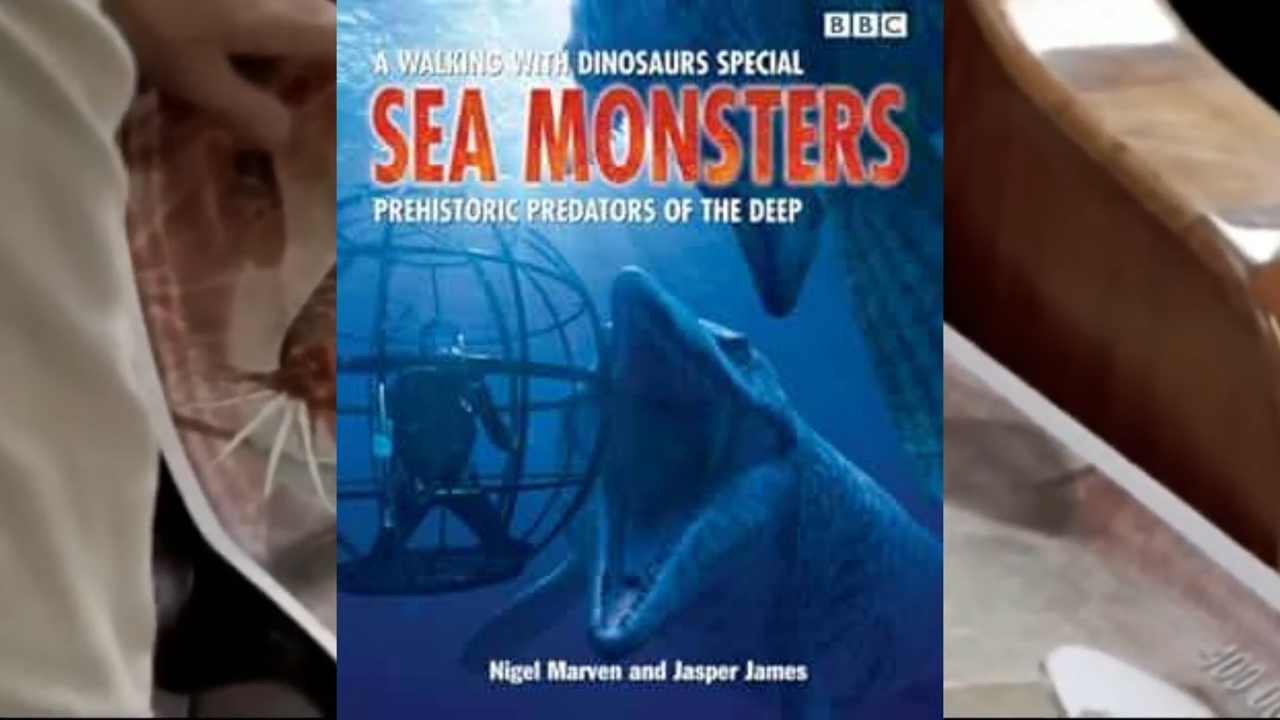 BBC
A WALKING WITH DINOSAURS SPECIAL
SEA MONSTERS
PREHISTORIC PREDATORS OF THE DEEP
Nigel Marven and Jasper James